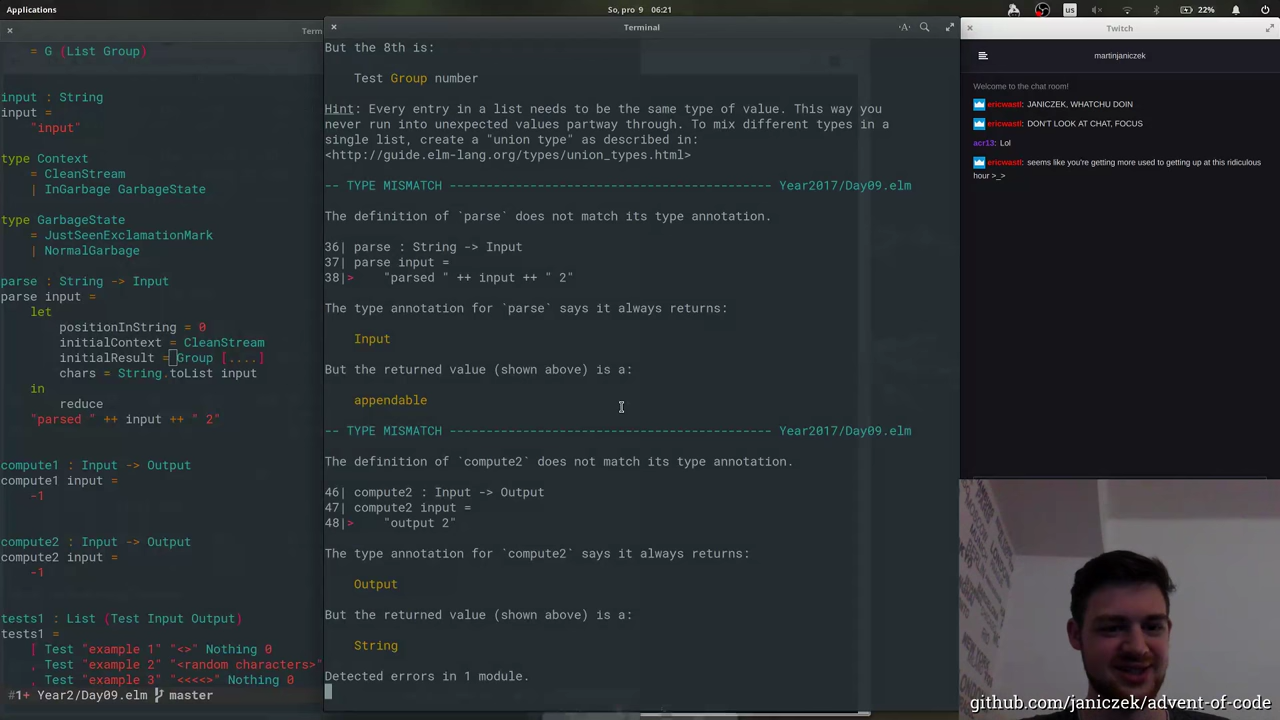 Applications
So, pro 9 06:21
us
22%
Term
= G (List Group)
input : String
input =
"input"
type Context
= CleanStream
| InGarbage GarbageState
type GarbageState
= JustSeenExclamationMark
| NormalGarbage
parse : String -> Input
parse input =
let
positionInString = 0
initialContext = CleanStream
initialResult = Group [....]
chars = String.toList input
in
reduce
"parsed " ++ input ++ " 2"
compute1 : Input -> Output
compute1 input =
-1
compute2 : Input -> Output
compute2 input =
-1
tests1 : List (Test Input Output)
tests1 =
[ Test "example 1" "<>" Nothing 0
, Test "example 2" "<random characters>"
, Test "example 3" "<<<<>" Nothing 0
#1+ Year2/Day09.elm master
Terminal
But the 8th is:
Test Group number
Hint: Every entry in a list needs to be the same type of value. This way you
never run into unexpected values partway through. To mix different types in a
single list, create a "union type" as described in:
<http://guide.elm-lang.org/types/union_types.html>
-- TYPE MISMATCH -------------------------------------------- Year2017/Day09.elm
The definition of `parse` does not match its type annotation.
36| parse : String -> Input
37| parse input =
38|> "parsed " ++ input ++ " 2"
The type annotation for `parse` says it always returns:
Input
But the returned value (shown above) is a:
appendable
-- TYPE MISMATCH -------------------------------------------- Year2017/Day09.elm
The definition of `compute2` does not match its type annotation.
46| compute2 : Input -> Output
47| compute2 input =
48|> "output 2"
The type annotation for `compute2` says it always returns:
Output
But the returned value (shown above) is a:
String
Detected errors in 1 module.
Twitch
martinjaniczek
Welcome to the chat room!
ericwastl: JANICZEK, WHATCHU DOIN
ericwastl: DON'T LOOK AT CHAT, FOCUS
acr13: Lol
ericwastl: seems like you're getting more used to getting up at this ridiculous
hour >_>
github.com/janiczek/advent-of-code